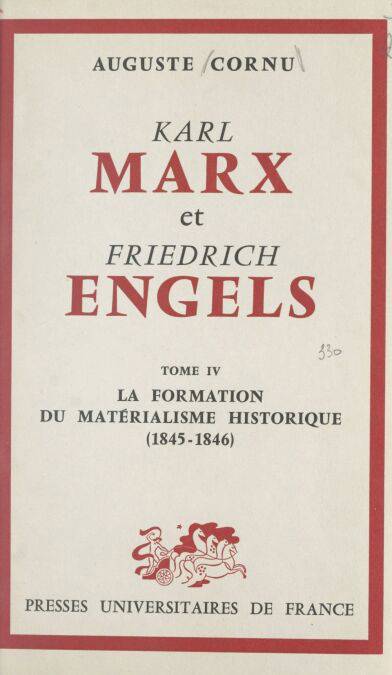 AUGUSTE CORNU
KARL
MARX
et
FRIEDRICH
ENGELS
330
TOME IV
LA FORMATION
DU MATÉRIALISME HISTORIQUE
(1845-1846)
PRESSES UNIVERSITAIRES DE FRANCE